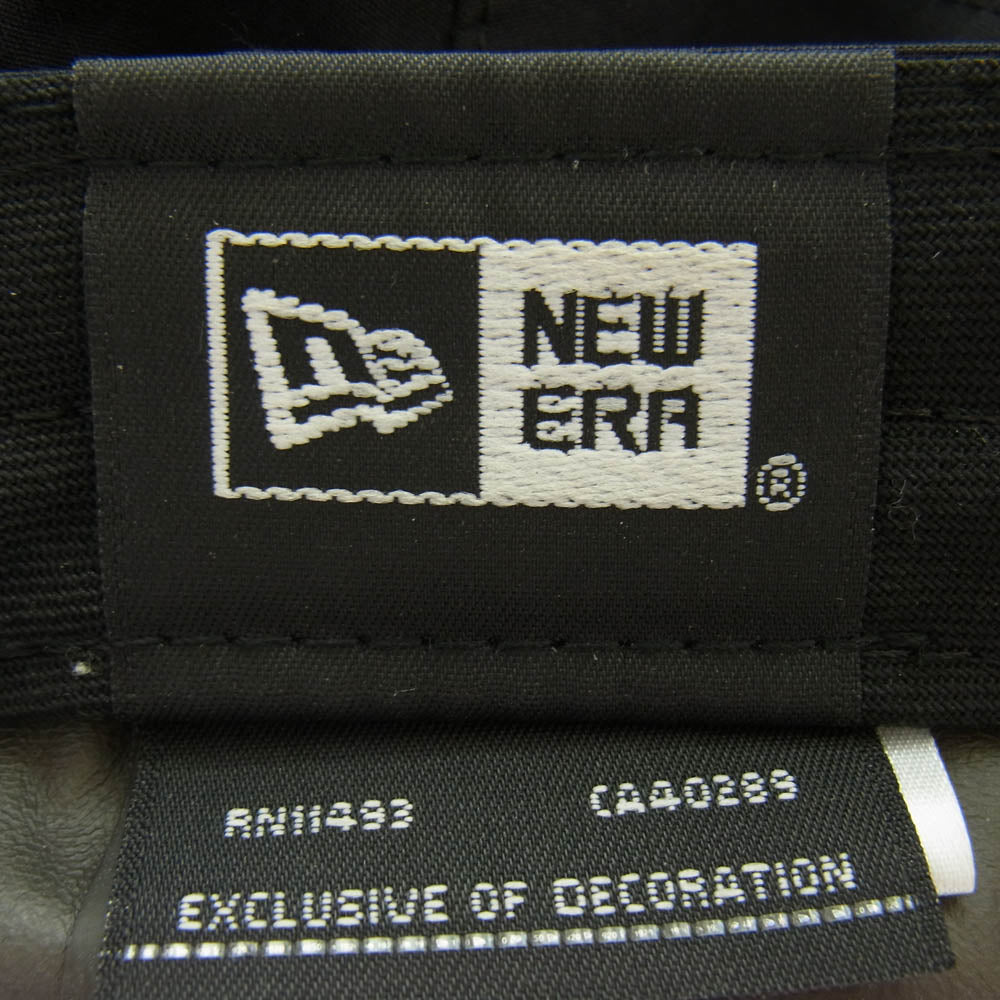 NEW
ERA
®
RN11493 CA40289
EXCLUSIVE OF DECORATION